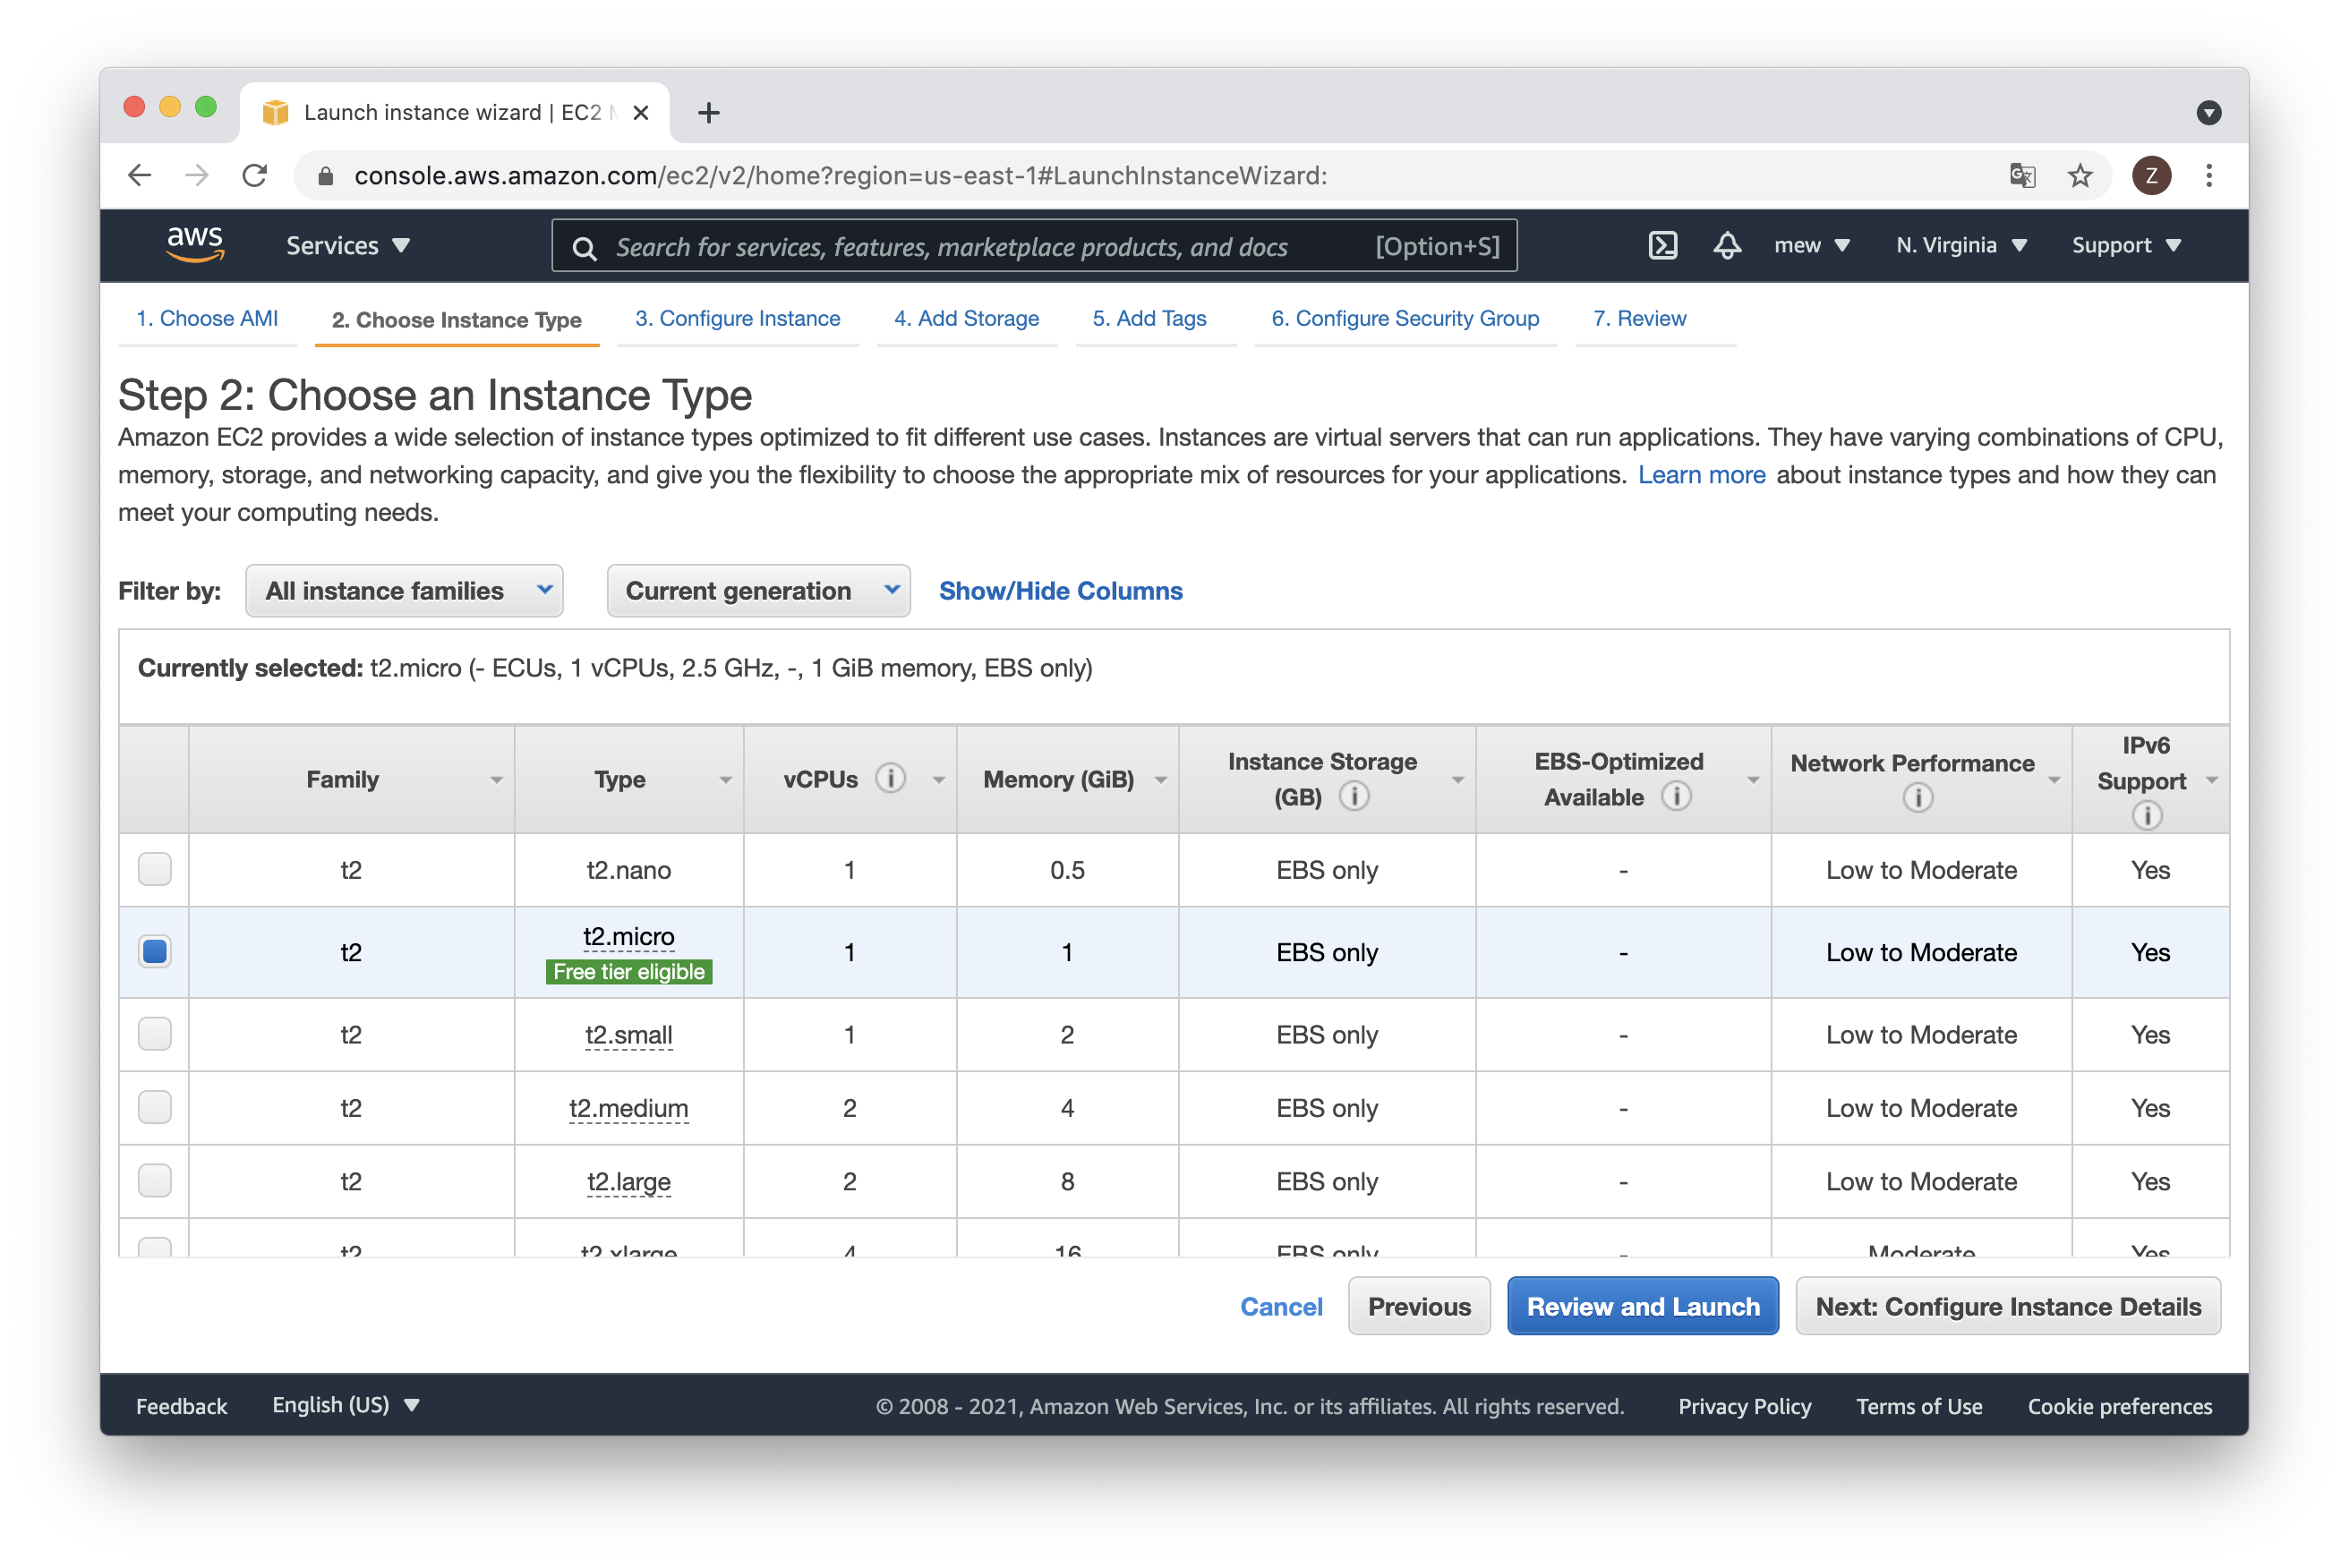 Launch instance wizard | EC2
console.aws.amazon.com/ec2/v2/home?region=us-east-1#LaunchInstanceWizard:
Z
aws Services Search for services, features, marketplace products, and docs [Option+S] mew N. Virginia Support
1. Choose AMI 2. Choose Instance Type 3. Configure Instance 4. Add Storage 5. Add Tags 6. Configure Security Group 7. Review
Step 2: Choose an Instance Type
Amazon EC2 provides a wide selection of instance types optimized to fit different use cases. Instances are virtual servers that can run applications. They have varying combinations of CPU,
memory, storage, and networking capacity, and give you the flexibility to choose the appropriate mix of resources for your applications. Learn more about instance types and how they can
meet your computing needs.
Filter by: All instance families Current generation Show/Hide Columns
Currently selected: t2.micro (- ECUs, 1 vCPUs, 2.5 GHz, -, 1 GiB memory, EBS only)
Family Type vCPUs Memory (GiB) Instance Storage (GB) EBS-Optimized Available Network Performance IPv6 Support
t2 t2.nano 1 0.5 EBS only - Low to Moderate Yes
t2 t2.micro Free tier eligible 1 1 EBS only - Low to Moderate Yes
t2 t2.small 1 2 EBS only - Low to Moderate Yes
t2 t2.medium 2 4 EBS only - Low to Moderate Yes
t2 t2.large 2 8 EBS only - Low to Moderate Yes
t2 t2.xlarge 4 16 EBS only - Moderate Yes
Cancel Previous Review and Launch Next: Configure Instance Details
Feedback English (US) © 2008 - 2021, Amazon Web Services, Inc. or its affiliates. All rights reserved. Privacy Policy Terms of Use Cookie preferences